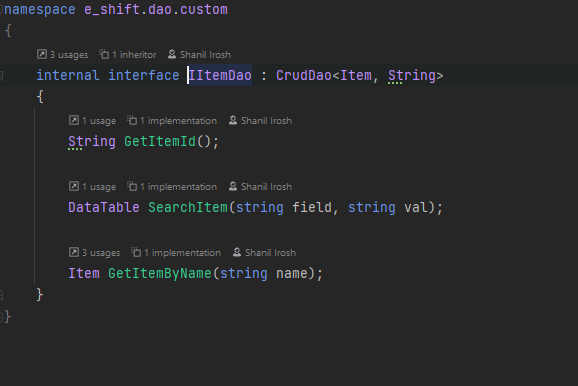 namespace e_shift.dao.custom
{
3 usages 1 inheritor Shanil Irosh
internal interface IItemDao : CrudDao<Item, String>
{
1 usage 1 implementation Shanil Irosh
String GetItemId();
1 usage 1 implementation Shanil Irosh
DataTable SearchItem(string field, string val);
3 usages 1 implementation Shanil Irosh
Item GetItemByName(string name);
}
}